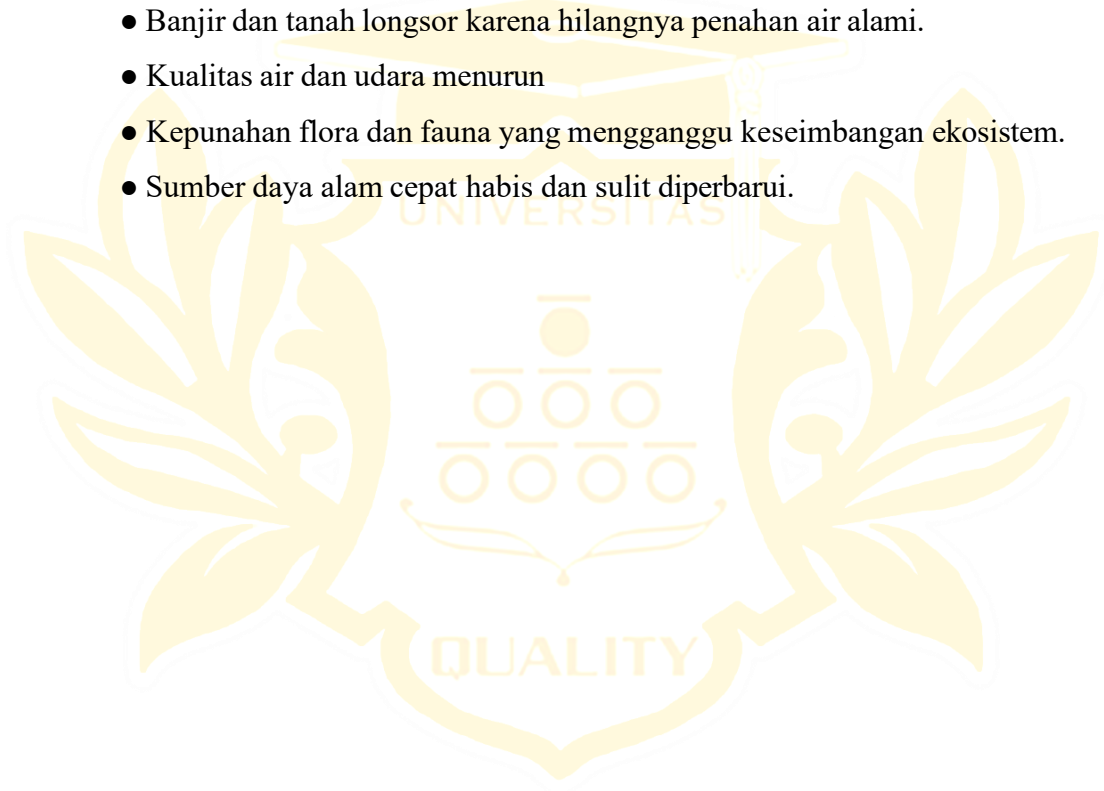 ● Banjir dan tanah longsor karena hilangnya penahan air alami.
● Kualitas air dan udara menurun
● Kepunahan flora dan fauna yang mengganggu keseimbangan ekosistem.
● Sumber daya alam cepat habis dan sulit diperbarui.
UNIVERSITAS
QUALITY